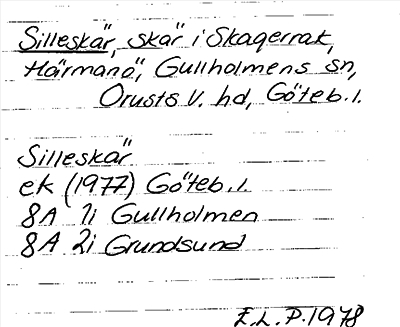 Silleskär, skär i Skagerrak,
Härmanö, Gullholmens sn,
Orusts V. hd, Göteb.l.
Silleskär
ek (1977) Göteb.l.
8A 1i Gullholmen
8A 2i Grundsund
E.L.P. 1978